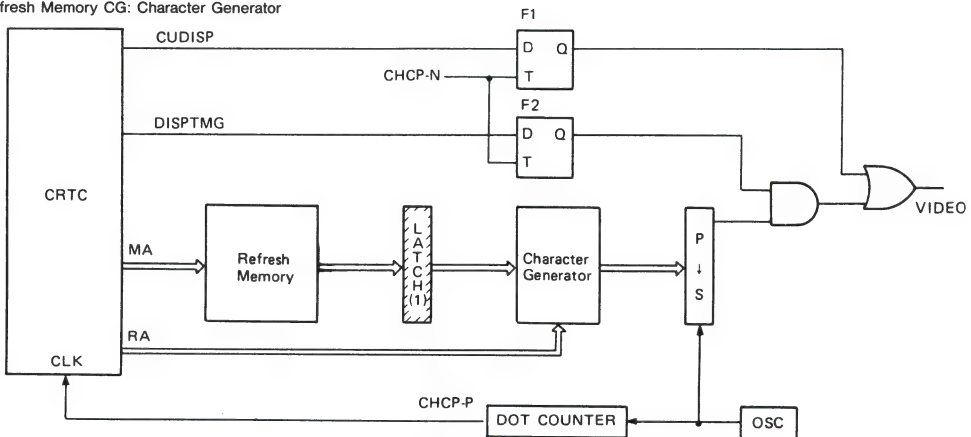 fresh Memory CG: Character Generator
F1
CUDISP
D Q
CHCP-N
T
F2
DISPTMG
D Q
T
CRTC
VIDEO
MA
Refresh
Memory
LATCH
(1)
Character
Generator
P
↓
S
RA
CLK
CHCP-P
DOT COUNTER
OSC